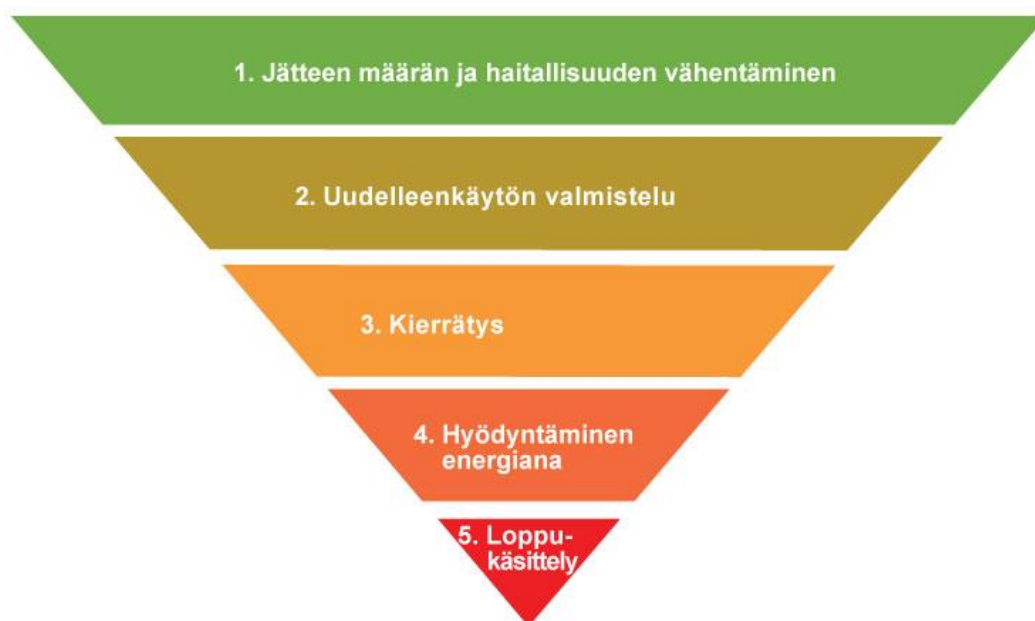 1. Jätteen määrän ja haitallisuuden vähentäminen
2. Uudelleenkäytön valmistelu
3. Kierrätys
4. Hyödyntäminen
energiana
5. Loppu-
käsittely